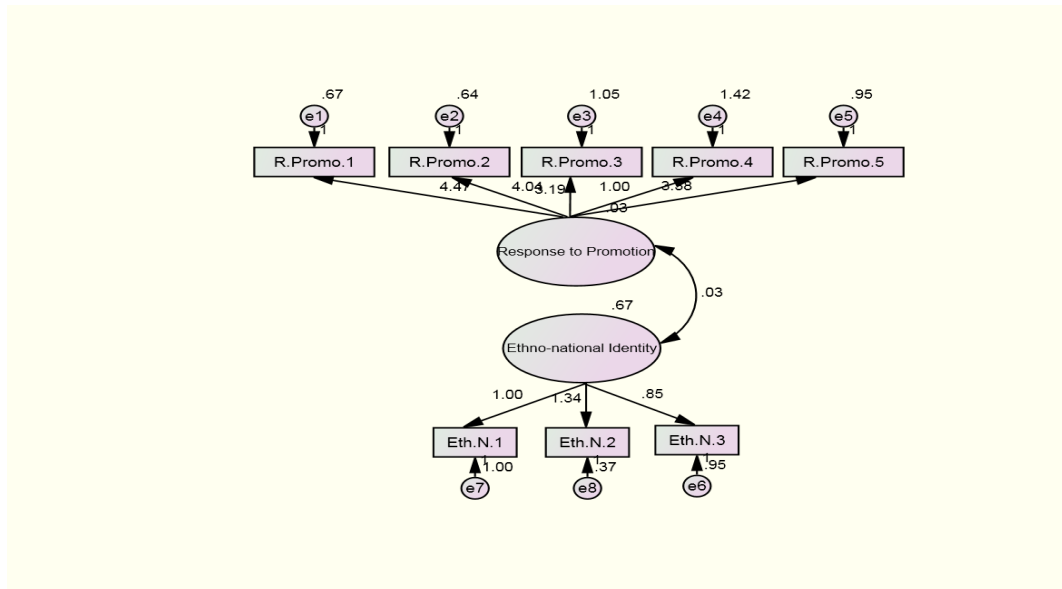 .67 .64 1.05 1.42 .95
e1 e2 e3 e4 e5
1 1 1 1 1
R.Promo.1 R.Promo.2 R.Promo.3 R.Promo.4 R.Promo.5
4.47 4.04 3.19 1.00
.03
Response to Promotion
.03
.67
Ethno-national Identity
1.00 1.34 .85
Eth.N.1 Eth.N.2 Eth.N.3
1 1 1
1.00 .37 .95
e7 e8 e6